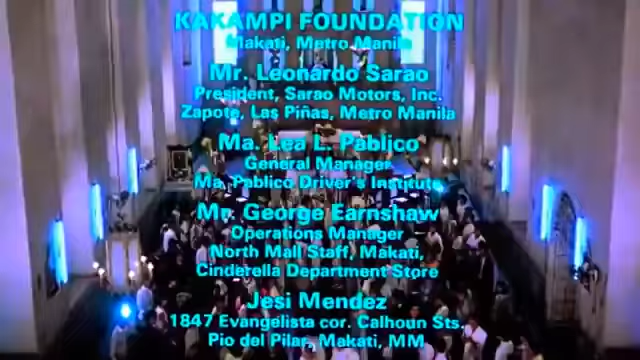 KAKAMPI FOUNDATION
Makati, Metro Manila
Mr. Leonardo Sarao
President, Sarao Motors, Inc.
Zapote, Las Piñas, Metro Manila
Ma. Lea L. Pablico
General Manager
Ma. Pablico Driver's Institute
Mr. George Earnshaw
Operations Manager
North Mall Staff, Makati,
Cinderella Department Store
Jesi Mendez
1847 Evangelista cor. Calhoun Sts.
Pio del Pilar, Makati, MM